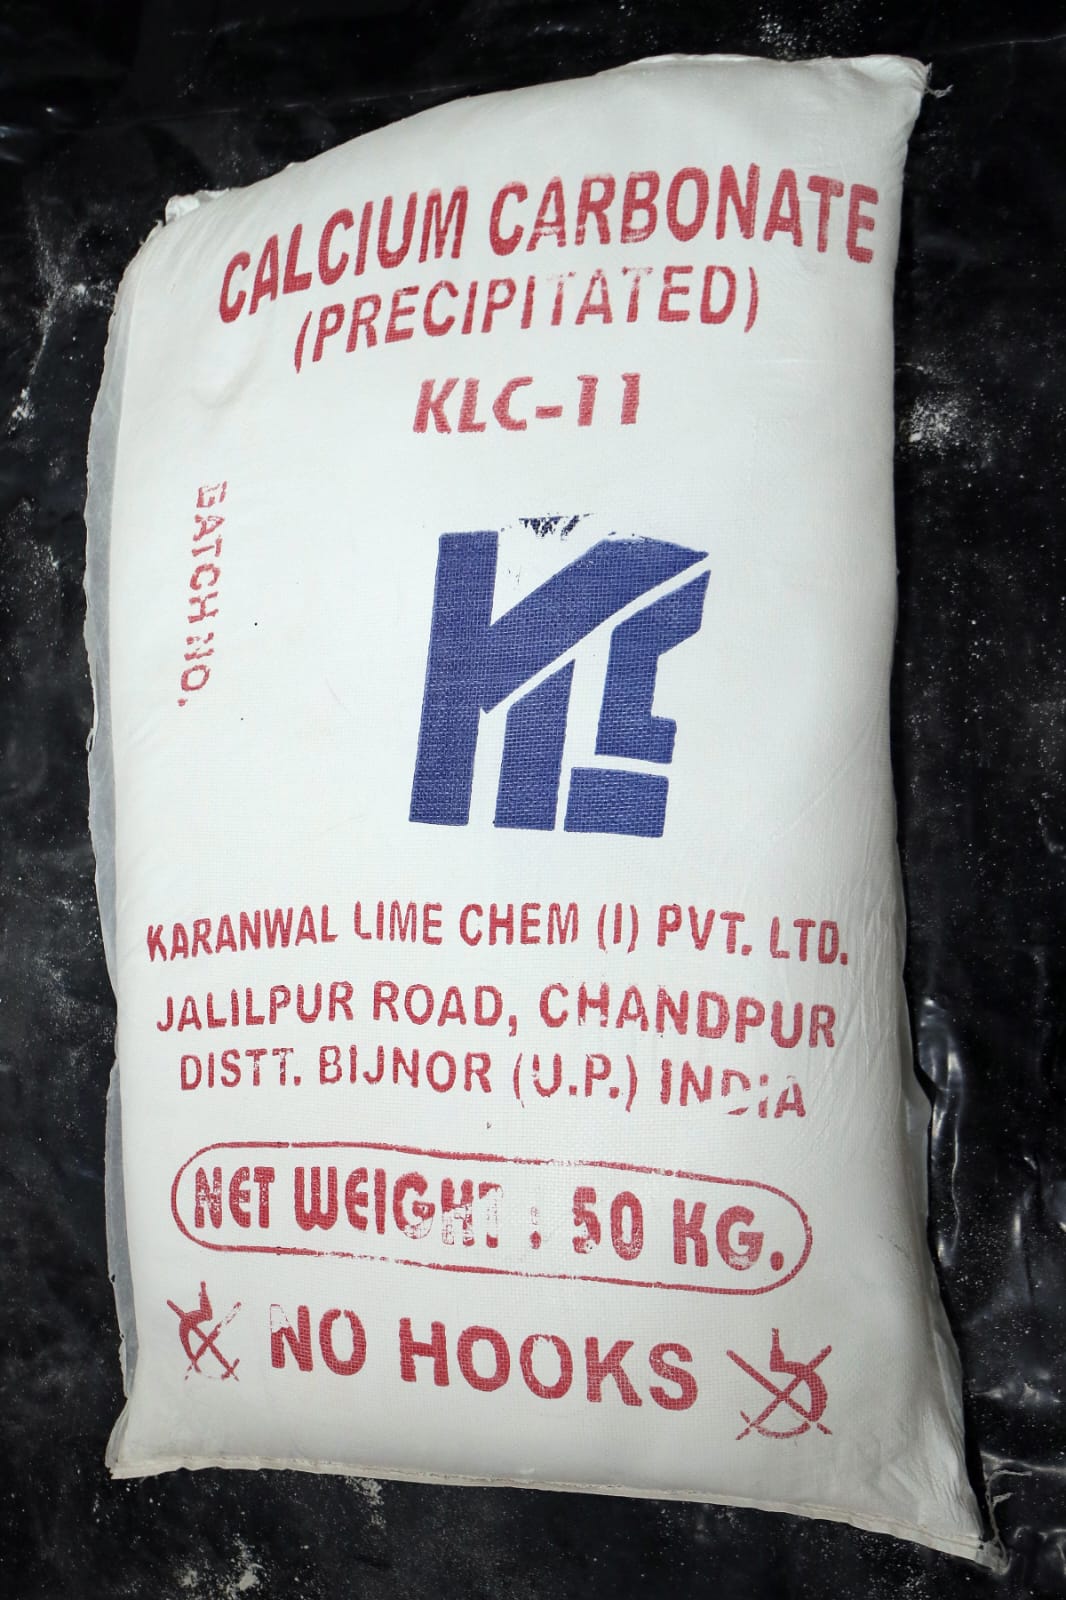 CALCIUM CARBONATE
(PRECIPITATED)
KLC-11
BATCH NO.
KLC
KARANWAL LIME CHEM (I) PVT. LTD.
JALILPUR ROAD, CHANDPUR
DISTT. BIJNOR (U.P.) INDIA
NET WEIGHT : 50 KG.
NO HOOKS